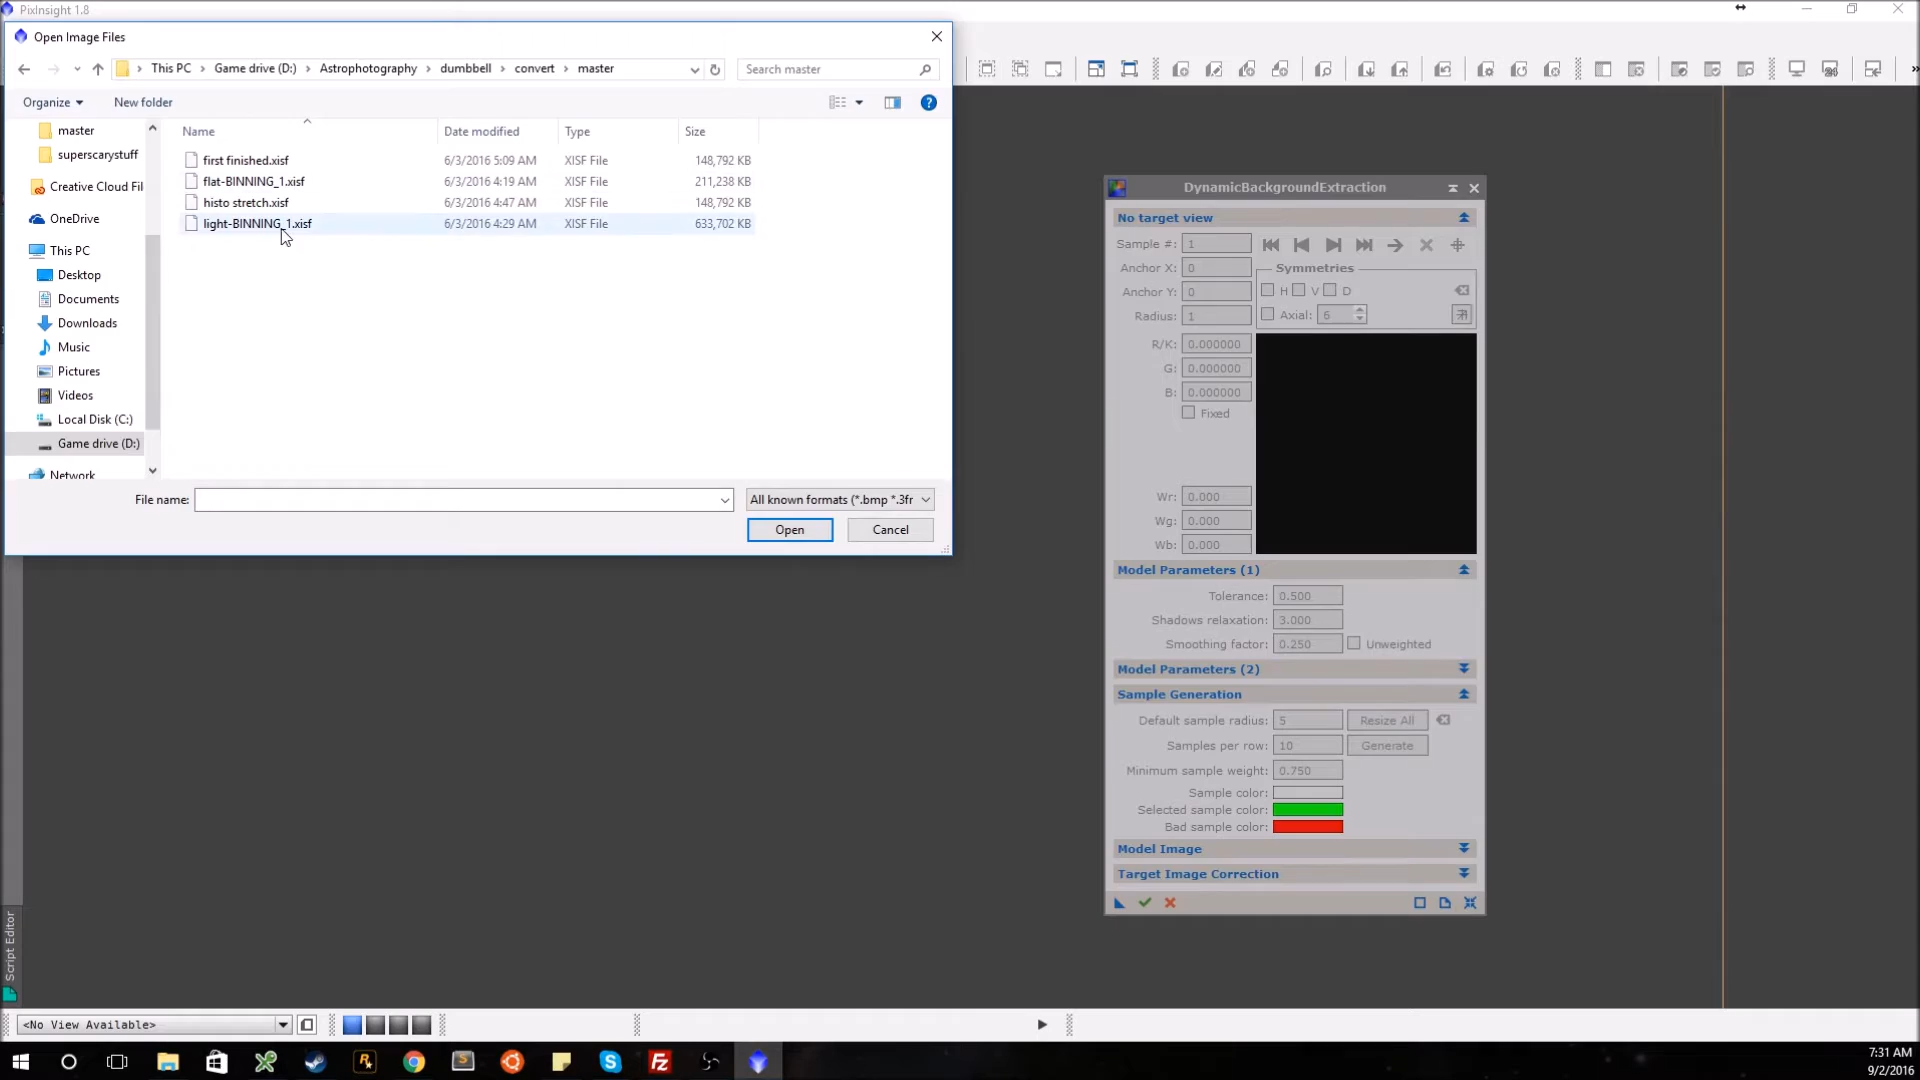 PixInsight 1.8
Open Image Files
This PC > Game drive (D:) > Astrophotography > dumbbell > convert > master
Search master
Organize
New folder
Name
Date modified
Type
Size
first finished.xisf 6/3/2016 5:09 AM XISF File 148,792 KB
flat-BINNING_1.xisf 6/3/2016 4:19 AM XISF File 211,238 KB
histo stretch.xisf 6/3/2016 4:47 AM XISF File 148,792 KB
light-BINNING_1.xisf 6/3/2016 4:29 AM XISF File 633,702 KB
master
superscarystuff
Creative Cloud Fil
OneDrive
This PC
Desktop
Documents
Downloads
Music
Pictures
Videos
Local Disk (C:)
Game drive (D:)
Network
File name:
All known formats (*.bmp *.3fr
Open
Cancel
DynamicBackgroundExtraction
No target view
Sample #: 1
Anchor X: 0
Symmetries
Anchor Y: 0
H V D
Radius: 1
Axial: 6
R/K: 0.000000
G: 0.000000
B: 0.000000
Fixed
Wr: 0.000
Wg: 0.000
Wb: 0.000
Model Parameters (1)
Tolerance: 0.500
Shadows relaxation: 3.000
Smoothing factor: 0.250 Unweighted
Model Parameters (2)
Sample Generation
Default sample radius: 5 Resize All
Samples per row: 10 Generate
Minimum sample weight: 0.750
Sample color:
Selected sample color:
Bad sample color:
Model Image
Target Image Correction
Script Editor
<No View Available>
7:31 AM
9/2/2016